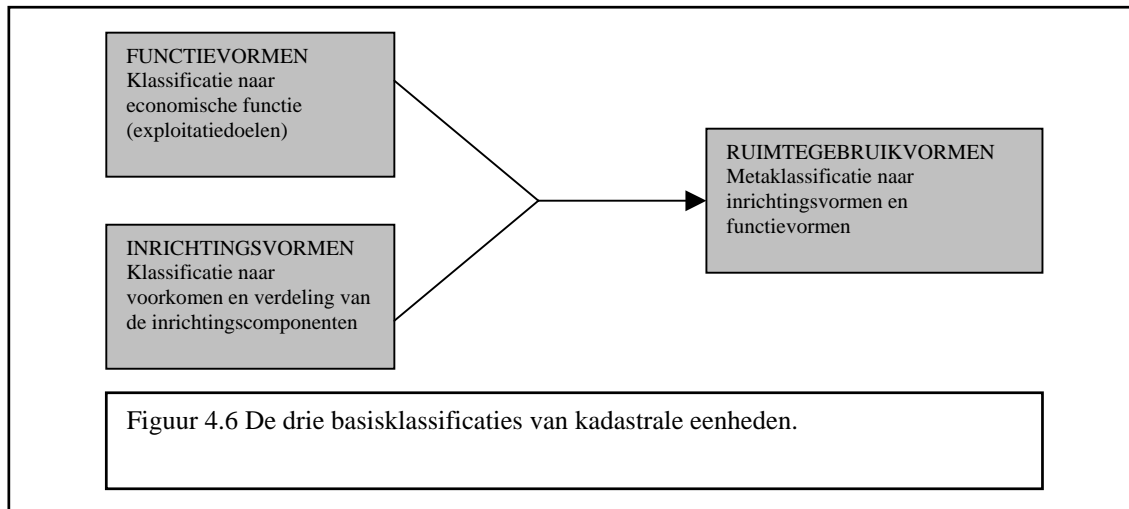 FUNCTIEVORMEN
Klassificatie naar
economische functie
(exploitatiedoelen)
INRICHTINGSVORMEN
Klassificatie naar
voorkomen en verdeling van
de inrichtingscomponenten
RUIMTEGEBRUIKVORMEN
Metaklassificatie naar
inrichtingsvormen en
functievormen
Figuur 4.6 De drie basisklassificaties van kadastrale eenheden.